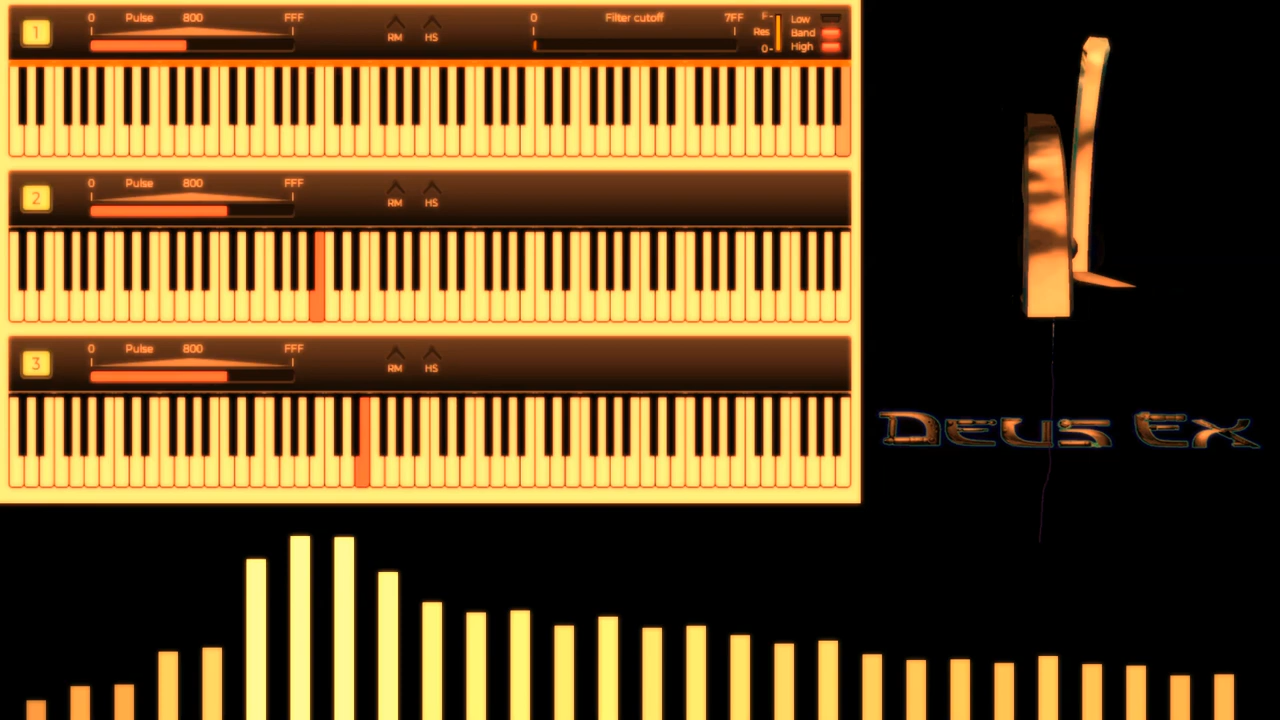 1
0 Pulse 800 FFF
RM HS
0 Filter cutoff 7FF
F-
Res
0-
Low
Band
High
2
0 Pulse 800 FFF
RM HS
3
0 Pulse 800 FFF
RM HS
DEUS EX